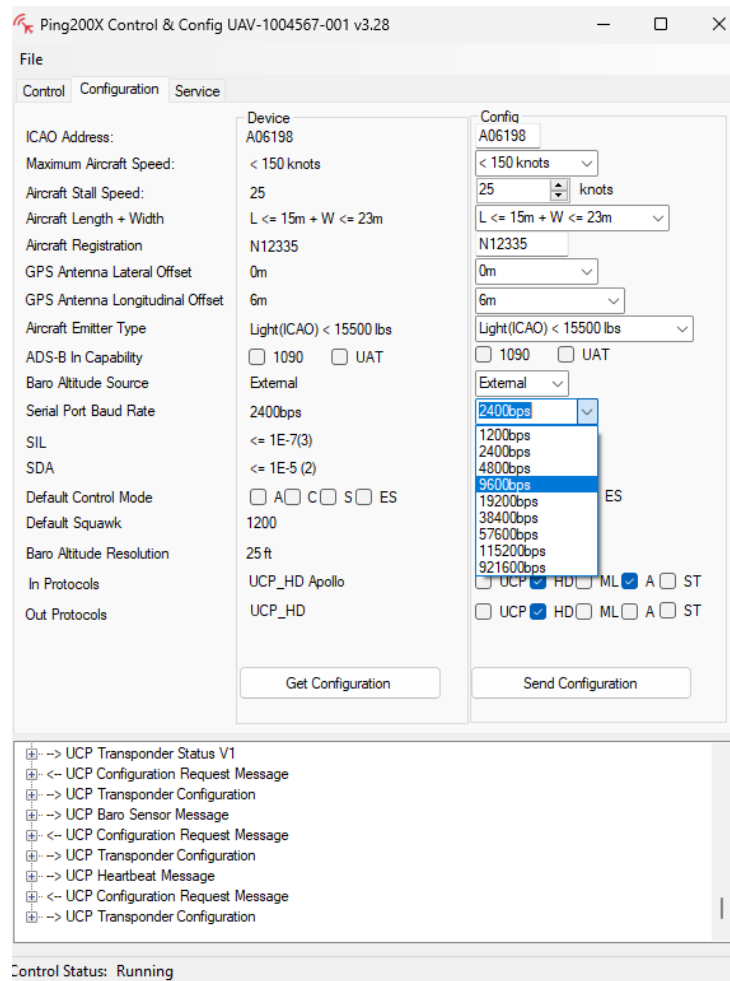 Ping200X Control & Config UAV-1004567-001 v3.28
File
Control Configuration Service
Device Config
ICAO Address: A06198 A06198
Maximum Aircraft Speed: < 150 knots < 150 knots
Aircraft Stall Speed: 25 25 knots
Aircraft Length + Width L <= 15m + W <= 23m L <= 15m + W <= 23m
Aircraft Registration N12335 N12335
GPS Antenna Lateral Offset 0m 0m
GPS Antenna Longitudinal Offset 6m 6m
Aircraft Emitter Type Light(ICAO) < 15500 lbs Light(ICAO) < 15500 lbs
ADS-B In Capability 1090 UAT 1090 UAT
Baro Altitude Source External External
Serial Port Baud Rate 2400bps 2400bps
1200bps
SIL <= 1E-7(3) 2400bps
SDA <= 1E-5 (2) 4800bps
9600bps
Default Control Mode A C S ES 19200bps ES
Default Squawk 1200 38400bps
57600bps
Baro Altitude Resolution 25 ft 115200bps
921600bps
In Protocols UCP_HD Apollo UCP HD ML A ST
Out Protocols UCP_HD UCP HD ML A ST
Get Configuration Send Configuration
--> UCP Transponder Status V1
<-- UCP Configuration Request Message
--> UCP Transponder Configuration
--> UCP Baro Sensor Message
<-- UCP Configuration Request Message
--> UCP Transponder Configuration
--> UCP Heartbeat Message
<-- UCP Configuration Request Message
--> UCP Transponder Configuration
Control Status: Running